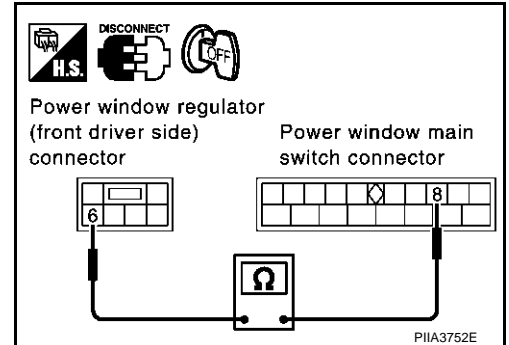 DISCONNECT
H.S.
OFF
Power window regulator
(front driver side)
connector
Power window main
switch connector
6
8
Ω
PIIA3752E